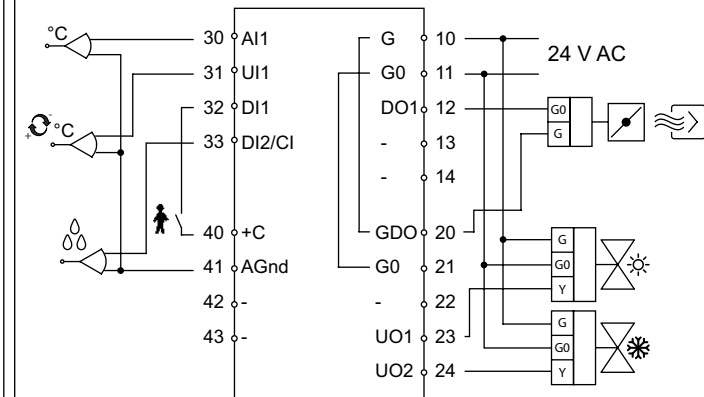 °C
30 AI1 G 10
31 UI1 G0 11
24 V AC
32 DI1 DO1 12
G0
G
33 DI2/CI - 13
°C
+ -
- 14
40 +C GDO 20
G
G0
Y
41 AGnd G0 21
42 - - 22
43 - UO1 23
G
G0
Y
UO2 24